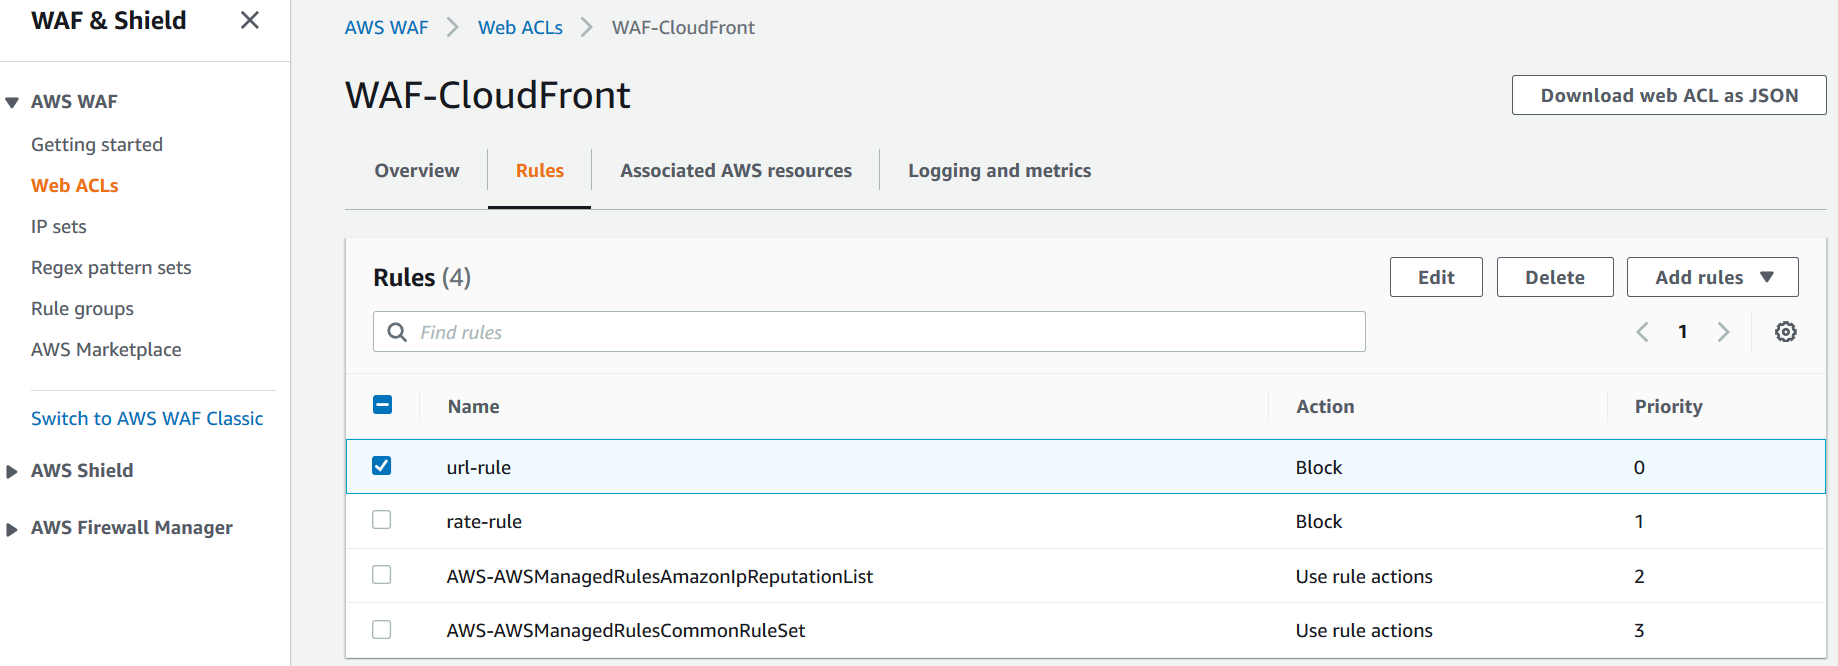 WAF & Shield
AWS WAF
Getting started
Web ACLs
IP sets
Regex pattern sets
Rule groups
AWS Marketplace
Switch to AWS WAF Classic
AWS Shield
AWS Firewall Manager
AWS WAF Web ACLs WAF-CloudFront
WAF-CloudFront
Download web ACL as JSON
Overview Rules Associated AWS resources Logging and metrics
Rules (4)
Edit Delete Add rules
Find rules
1
Name Action Priority
url-rule Block 0
rate-rule Block 1
AWS-AWSManagedRulesAmazonIpReputationList Use rule actions 2
AWS-AWSManagedRulesCommonRuleSet Use rule actions 3